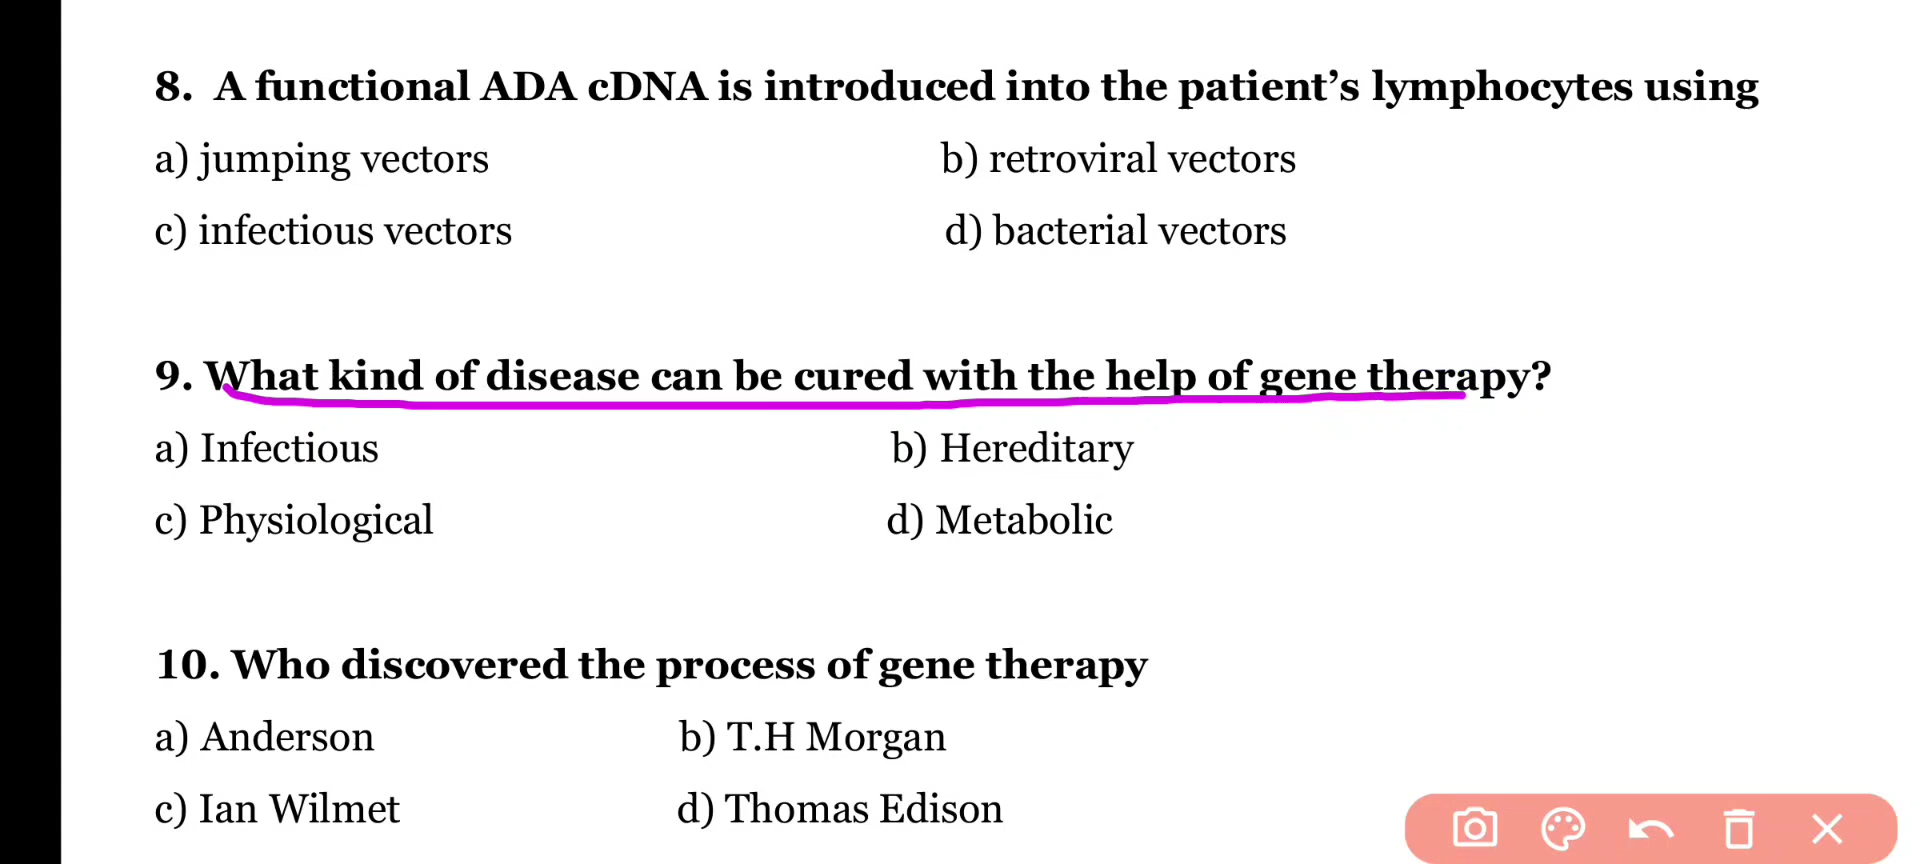 8. A functional ADA cDNA is introduced into the patient’s lymphocytes using
a) jumping vectors b) retroviral vectors
c) infectious vectors d) bacterial vectors
9. What kind of disease can be cured with the help of gene therapy?
a) Infectious b) Hereditary
c) Physiological d) Metabolic
10. Who discovered the process of gene therapy
a) Anderson b) T.H Morgan
c) Ian Wilmet d) Thomas Edison